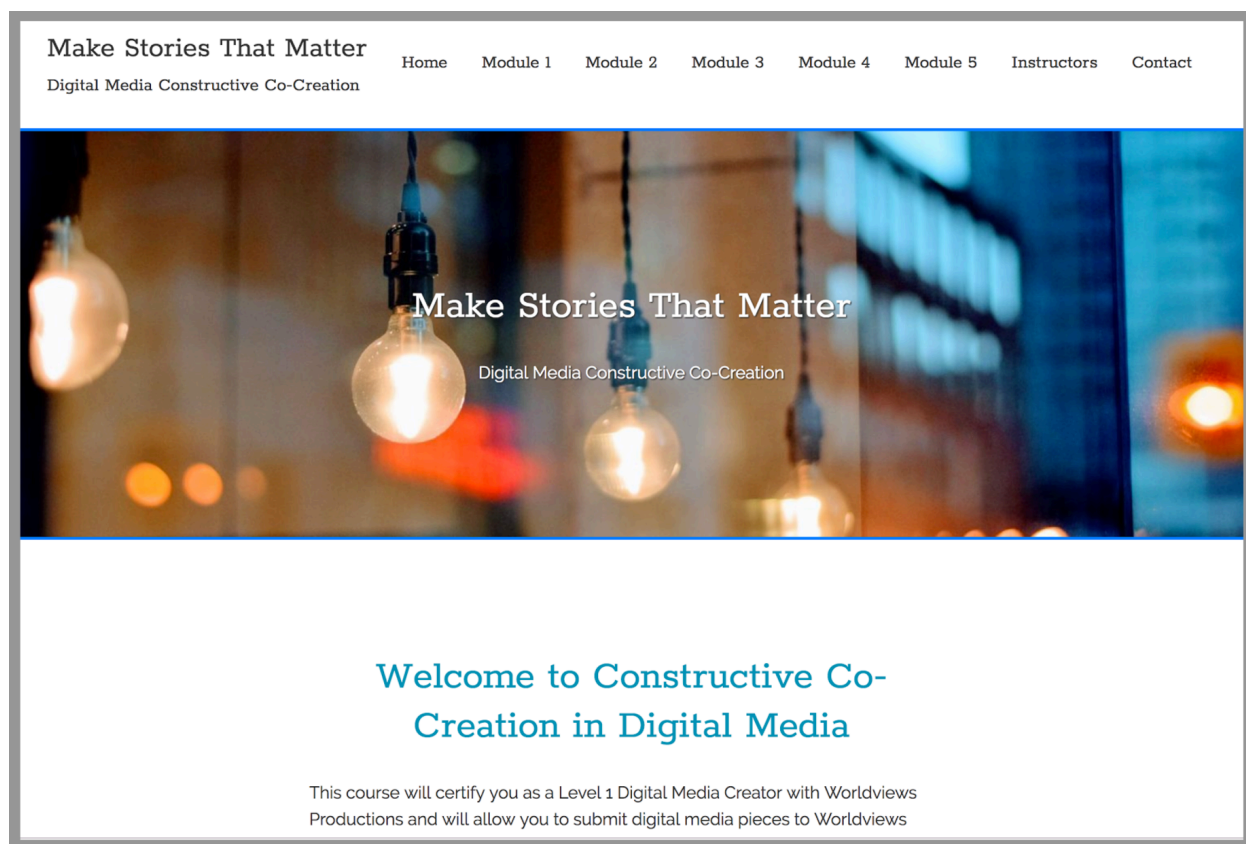 Make Stories That Matter
Digital Media Constructive Co-Creation
Home Module 1 Module 2 Module 3 Module 4 Module 5 Instructors Contact
Make Stories That Matter
Digital Media Constructive Co-Creation
Welcome to Constructive Co-
Creation in Digital Media
This course will certify you as a Level 1 Digital Media Creator with Worldviews
Productions and will allow you to submit digital media pieces to Worldviews